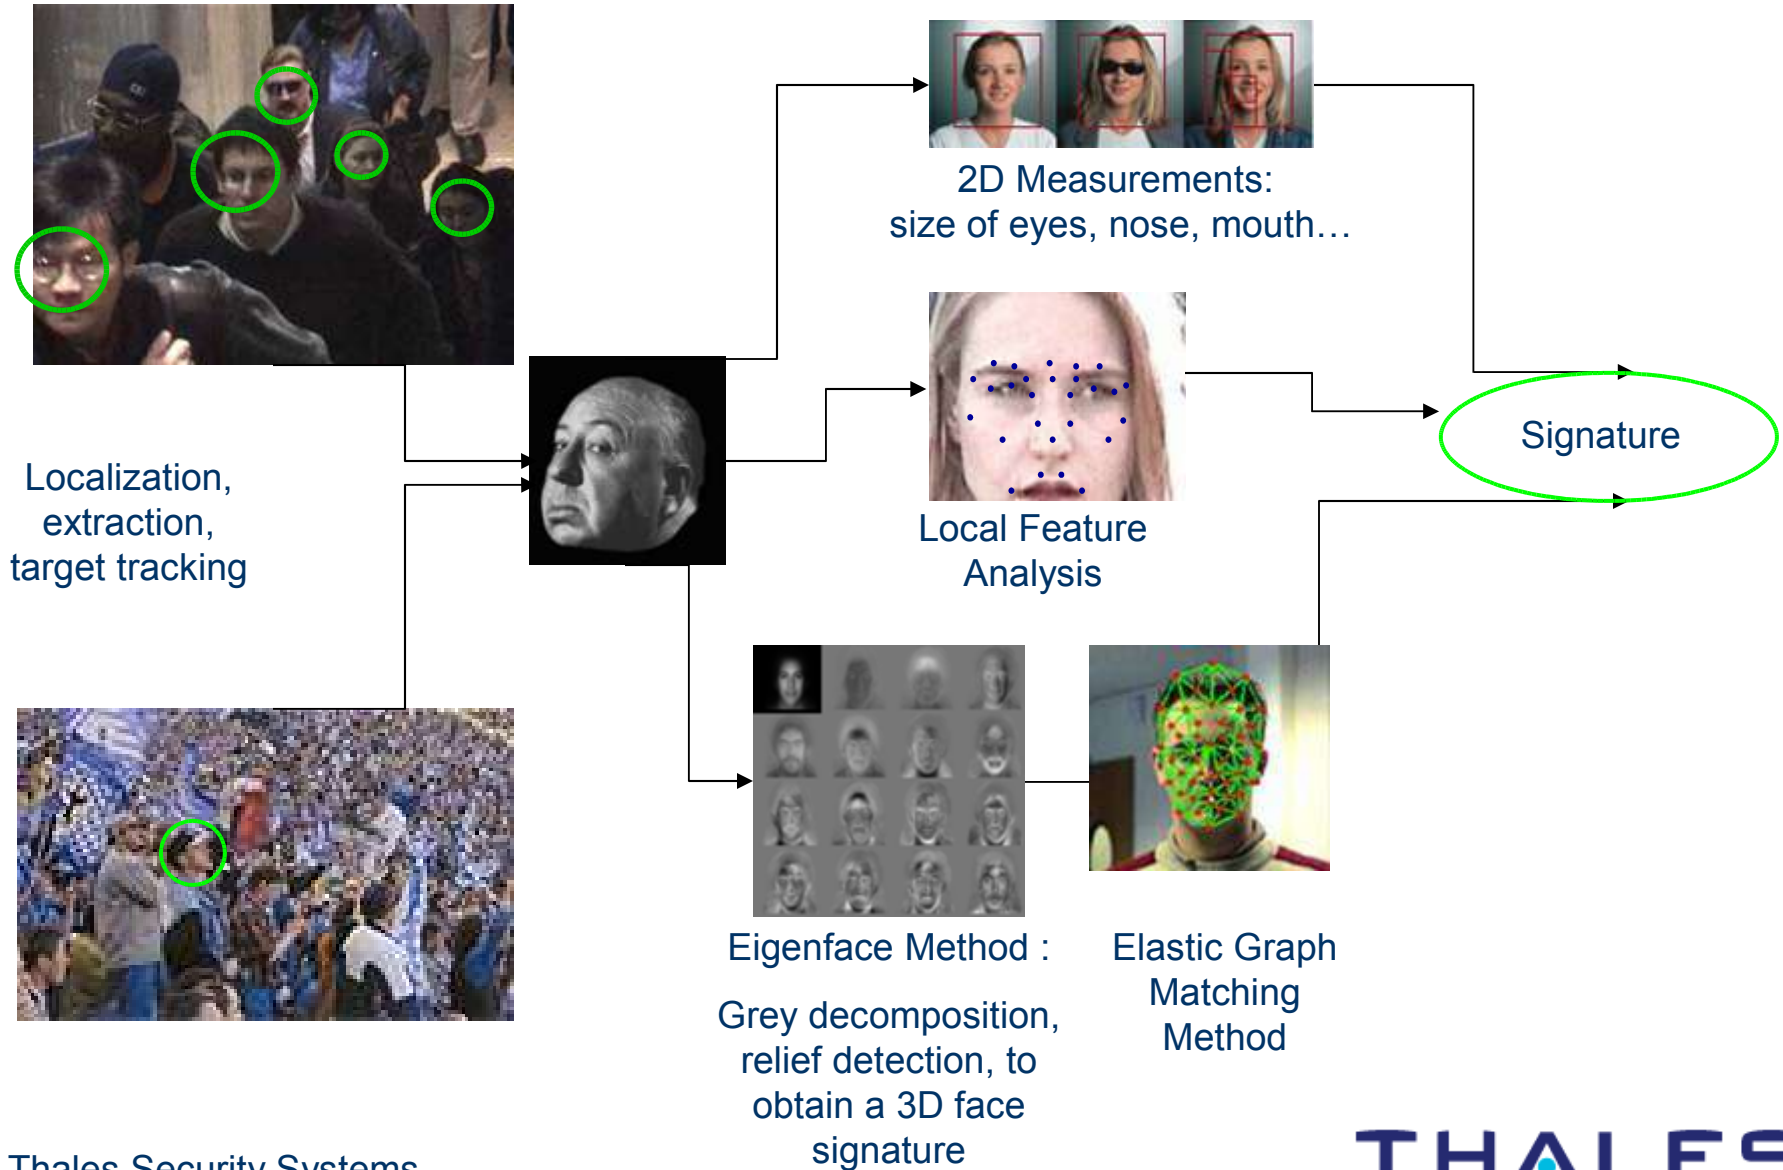 2D Measurements:
size of eyes, nose, mouth…
Signature
Localization,
extraction,
target tracking
Local Feature
Analysis
Eigenface Method :
Grey decomposition,
relief detection, to
obtain a 3D face
signature
Elastic Graph
Matching
Method
Thales Security Systems
THALES